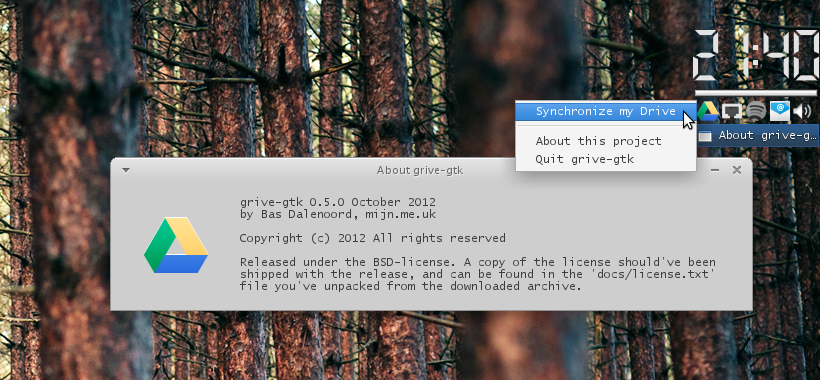 21:40
Synchronize my Drive
About this project
Quit grive-gtk
About grive-g...
About grive-gtk
grive-gtk 0.5.0 October 2012
by Bas Dalenoord, mijn.me.uk
Copyright (c) 2012 All rights reserved
Released under the BSD-license. A copy of the license should've been
shipped with the release, and can be found in the 'docs/license.txt'
file you've unpacked from the downloaded archive.